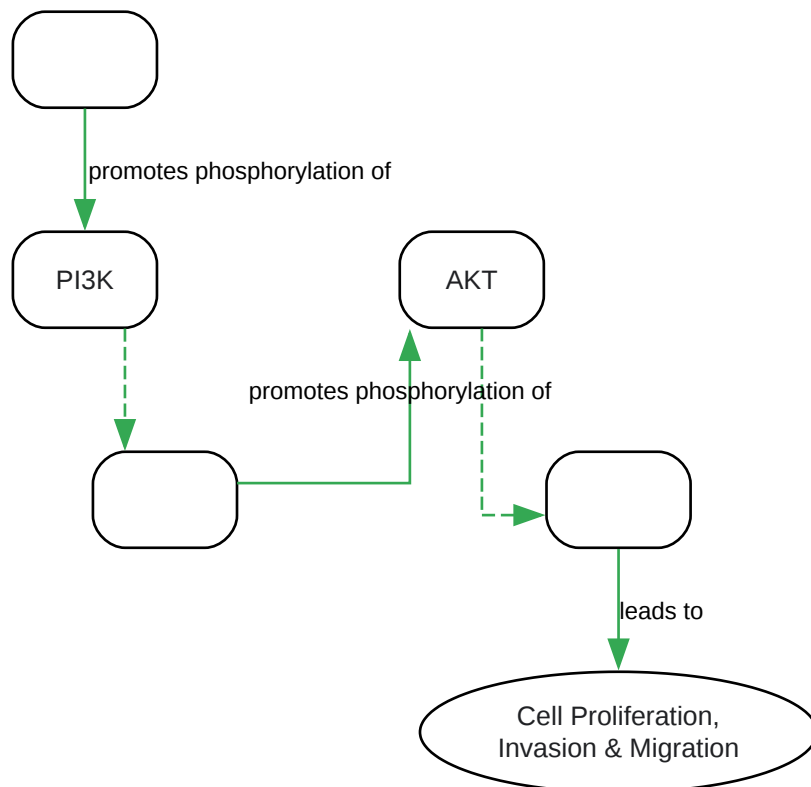 promotes phosphorylation of
PI3K
AKT
promotes phosphorylation of
leads to
Cell Proliferation,
Invasion & Migration